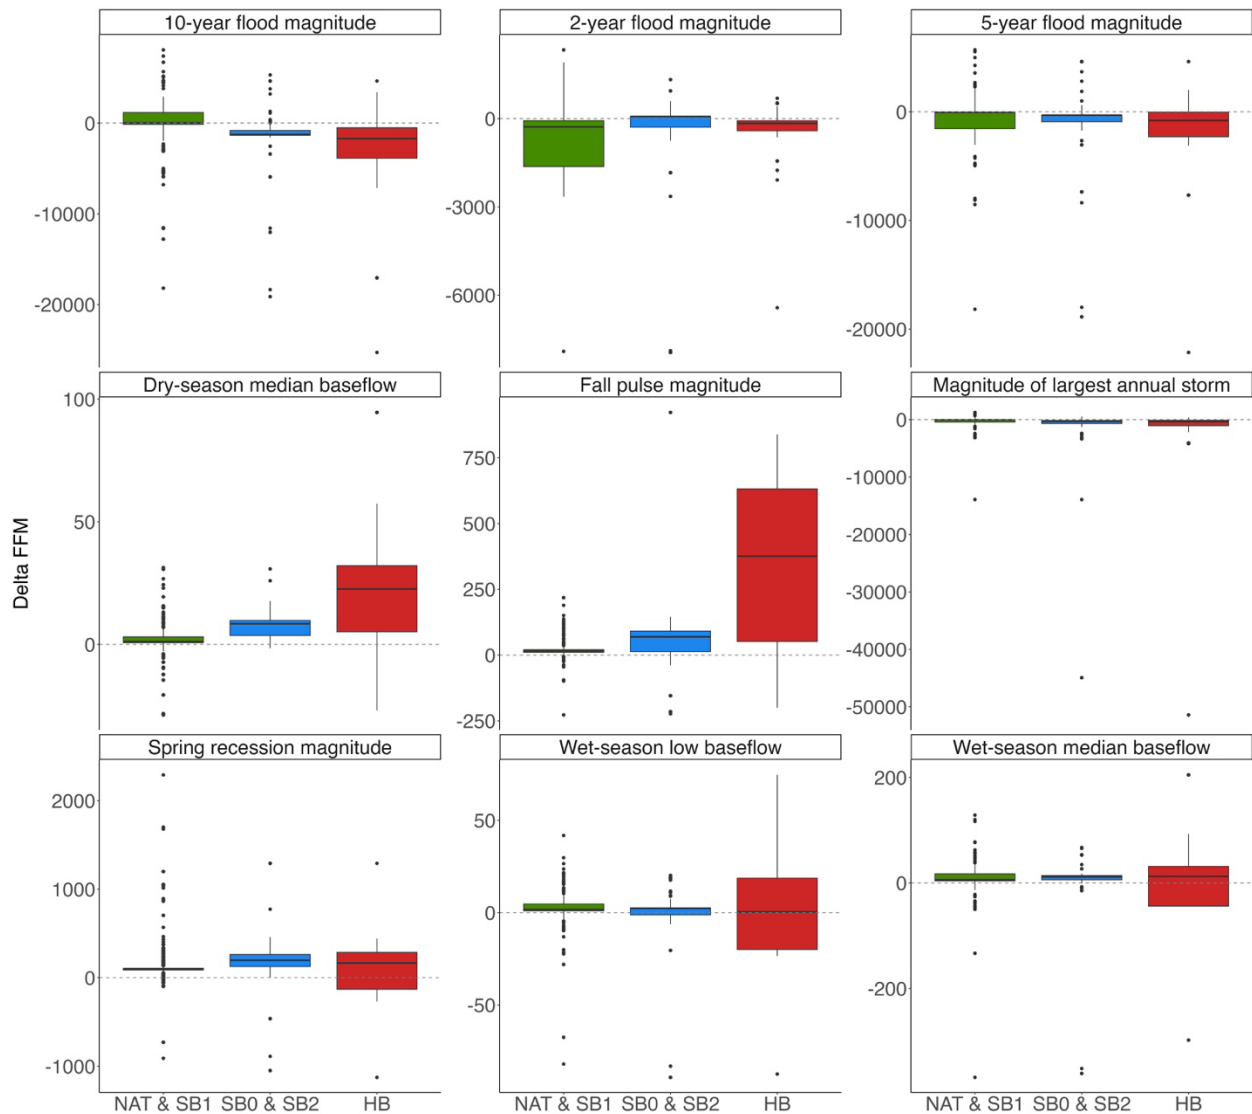 10-year flood magnitude
2-year flood magnitude
5-year flood magnitude
0
-10000
-20000
0
-3000
-6000
0
-10000
-20000
Dry-season median baseflow
Fall pulse magnitude
Magnitude of largest annual storm
100
50
0
750
500
250
0
-250
0
-10000
-20000
-30000
-40000
-50000
Delta FFM
Spring recession magnitude
Wet-season low baseflow
Wet-season median baseflow
2000
1000
0
-1000
50
0
-50
200
0
-200
NAT & SB1 SB0 & SB2 HB
NAT & SB1 SB0 & SB2 HB
NAT & SB1 SB0 & SB2 HB